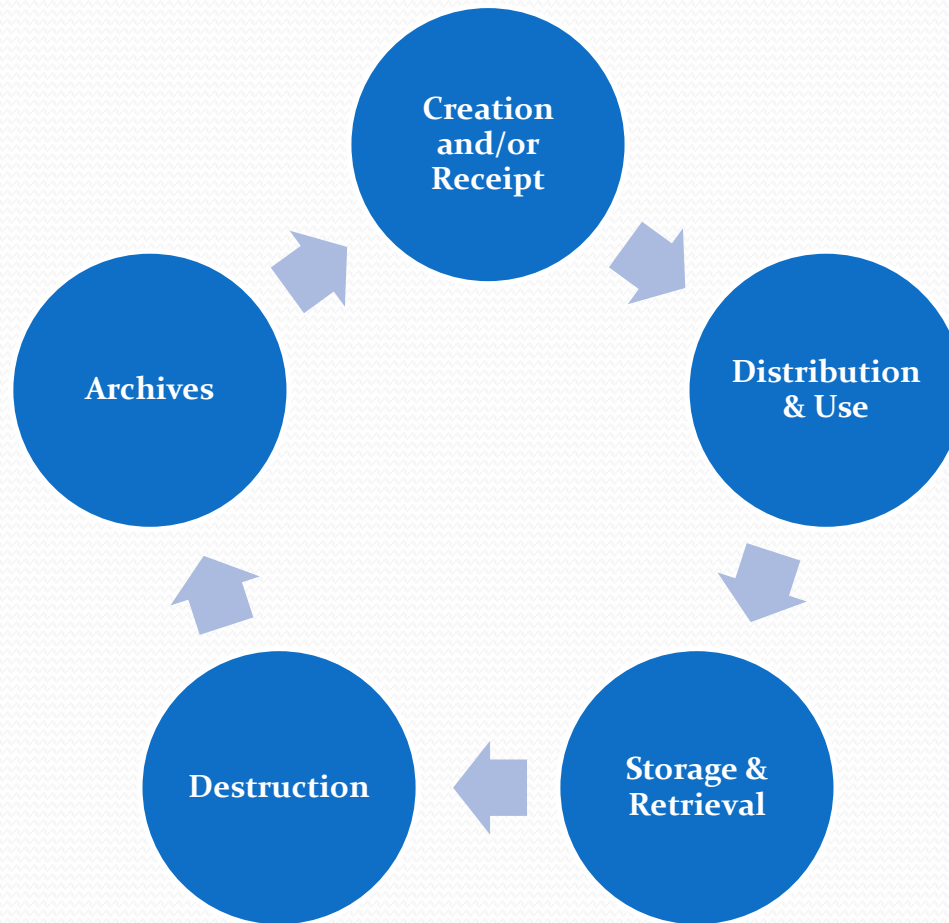 Creation
and/or
Receipt
Distribution
& Use
Storage &
Retrieval
Destruction
Archives